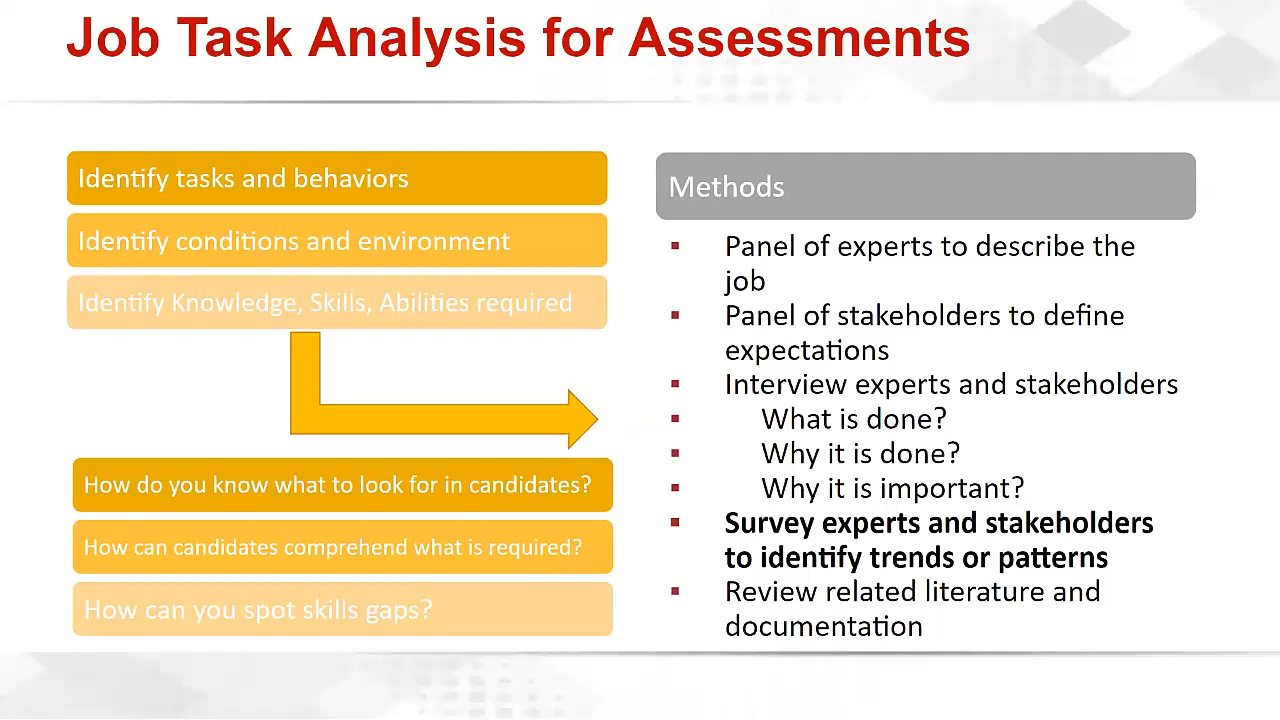 Job Task Analysis for Assessments
Identify tasks and behaviors
Identify conditions and environment
Identify Knowledge, Skills, Abilities required
How do you know what to look for in candidates?
How can candidates comprehend what is required?
How can you spot skills gaps?
Methods
▪ Panel of experts to describe the
job
▪ Panel of stakeholders to define
expectations
▪ Interview experts and stakeholders
▪ What is done?
▪ Why it is done?
▪ Why it is important?
▪ Survey experts and stakeholders
to identify trends or patterns
▪ Review related literature and
documentation